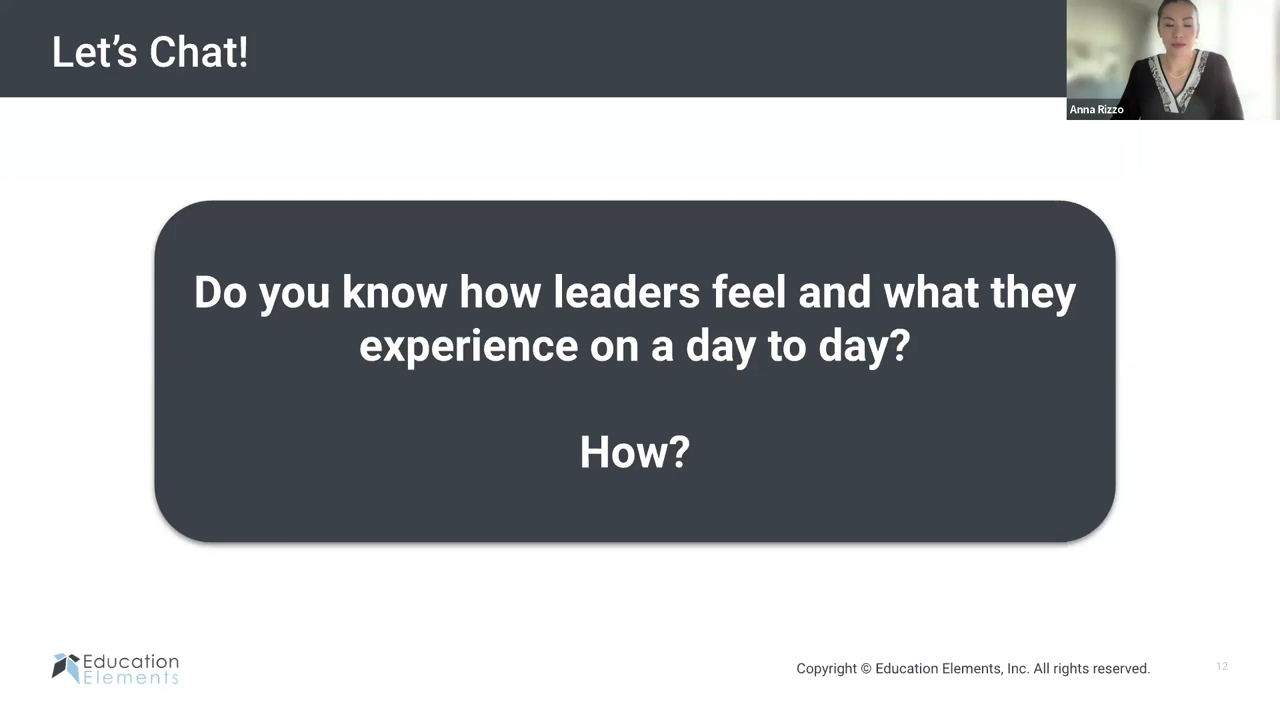 Let's Chat!
Anna Rizzo
Do you know how leaders feel and what they
experience on a day to day?
How?
Education
Elements
Copyright © Education Elements, Inc. All rights reserved.
12